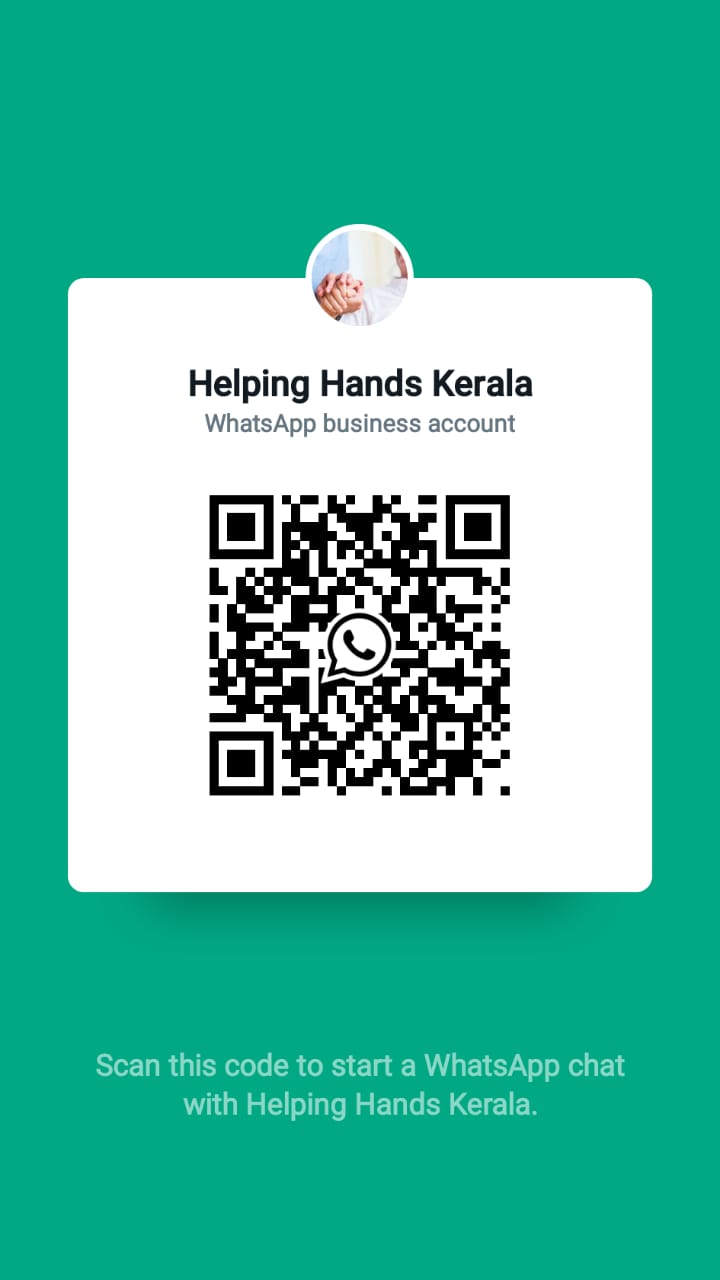 Helping Hands Kerala
WhatsApp business account
Scan this code to start a WhatsApp chat
with Helping Hands Kerala.